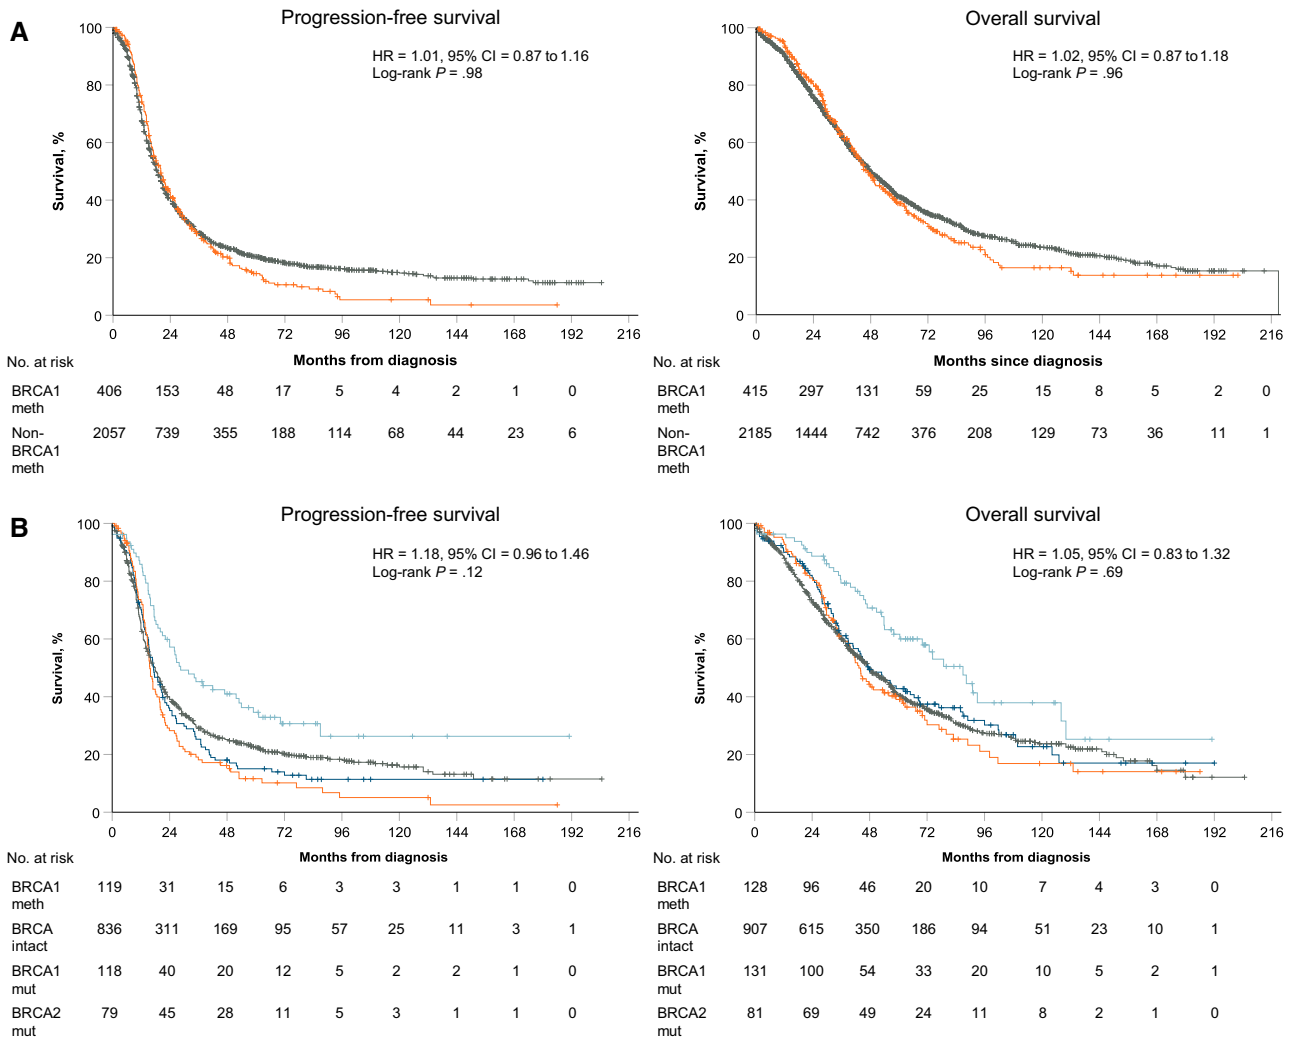 A
Progression-free survival
HR = 1.01, 95% CI = 0.87 to 1.16
Log-rank P = .98
Survival, %
100
80
60
40
20
0
0 24 48 72 96 120 144 168 192 216
No. at risk
Months from diagnosis
BRCA1 meth 406 153 48 17 5 4 2 1 0
Non-BRCA1 meth 2057 739 355 188 114 68 44 23 6
Overall survival
HR = 1.02, 95% CI = 0.87 to 1.18
Log-rank P = .96
Survival, %
100
80
60
40
20
0
0 24 48 72 96 120 144 168 192 216
No. at risk
Months since diagnosis
BRCA1 meth 415 297 131 59 25 15 8 5 2 0
Non-BRCA1 meth 2185 1444 742 376 208 129 73 36 11 1
B
Progression-free survival
HR = 1.18, 95% CI = 0.96 to 1.46
Log-rank P = .12
Survival, %
100
80
60
40
20
0
0 24 48 72 96 120 144 168 192 216
No. at risk
Months from diagnosis
BRCA1 meth 119 31 15 6 3 3 1 1 0
BRCA intact 836 311 169 95 57 25 11 3 1
BRCA1 mut 118 40 20 12 5 2 2 1 0
BRCA2 mut 79 45 28 11 5 3 1 1 0
Overall survival
HR = 1.05, 95% CI = 0.83 to 1.32
Log-rank P = .69
Survival, %
100
80
60
40
20
0
0 24 48 72 96 120 144 168 192 216
No. at risk
Months from diagnosis
BRCA1 meth 128 96 46 20 10 7 4 3 0
BRCA intact 907 615 350 186 94 51 23 10 1
BRCA1 mut 131 100 54 33 20 10 5 2 1
BRCA2 mut 81 69 49 24 11 8 2 1 0